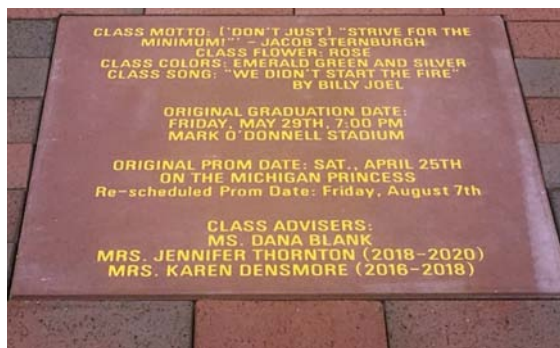 CLASS MOTTO: ['DON'T JUST] "STRIVE FOR THE
MINIMUM!"' - JACOB STERNBURGH
CLASS FLOWER: ROSE
CLASS COLORS: EMERALD GREEN AND SILVER
CLASS SONG: "WE DIDN'T START THE FIRE"
BY BILLY JOEL
ORIGINAL GRADUATION DATE:
FRIDAY, MAY 29TH, 7:00 PM
MARK O'DONNELL STADIUM
ORIGINAL PROM DATE: SAT., APRIL 25TH
ON THE MICHIGAN PRINCESS
Re-scheduled Prom Date: Friday, August 7th
CLASS ADVISERS:
MS. DANA BLANK
MRS. JENNIFER THORNTON (2018-2020)
MRS. KAREN DENSMORE (2016-2018)